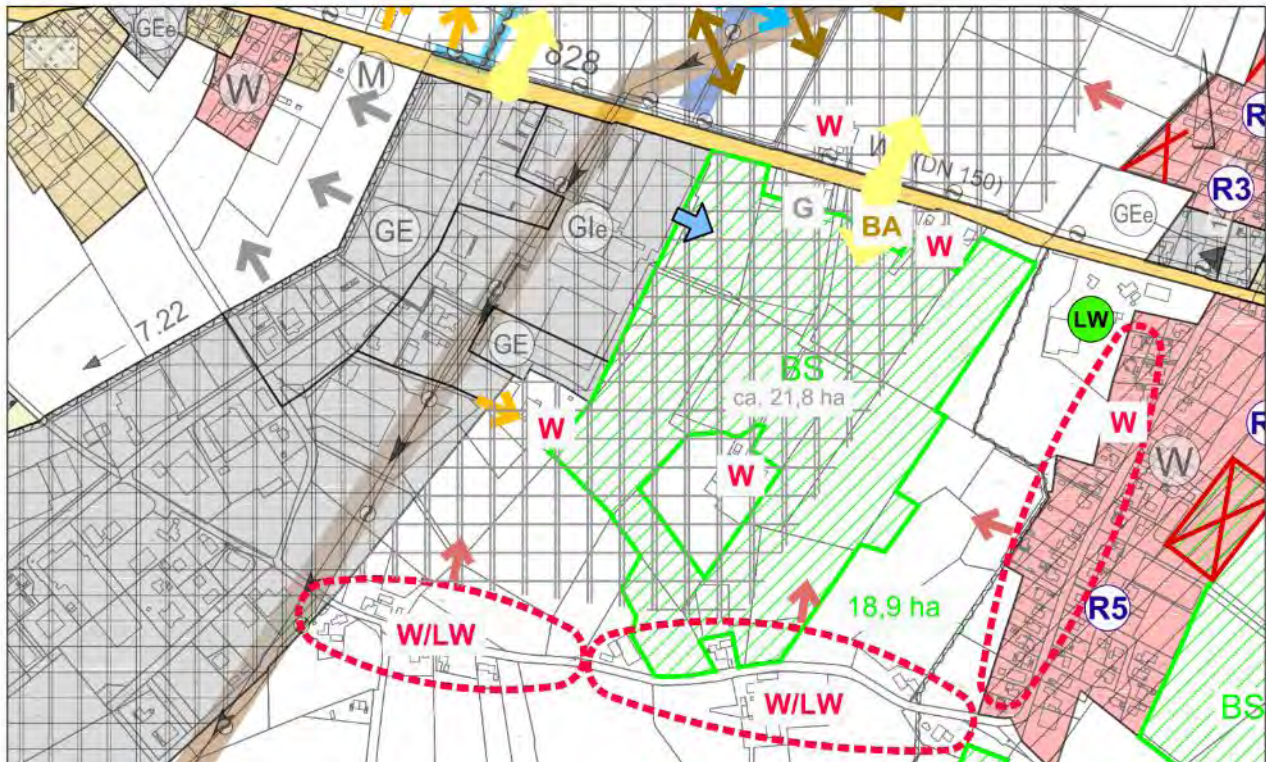 GEe
828
M
W
W
R3
W (DN 150)
GEe
GE
GIe
G
BA
W
7.22
GE
LW
BS
ca. 21,8 ha
W
W
W
W
R5
18,9 ha
W/LW
W/LW
BS